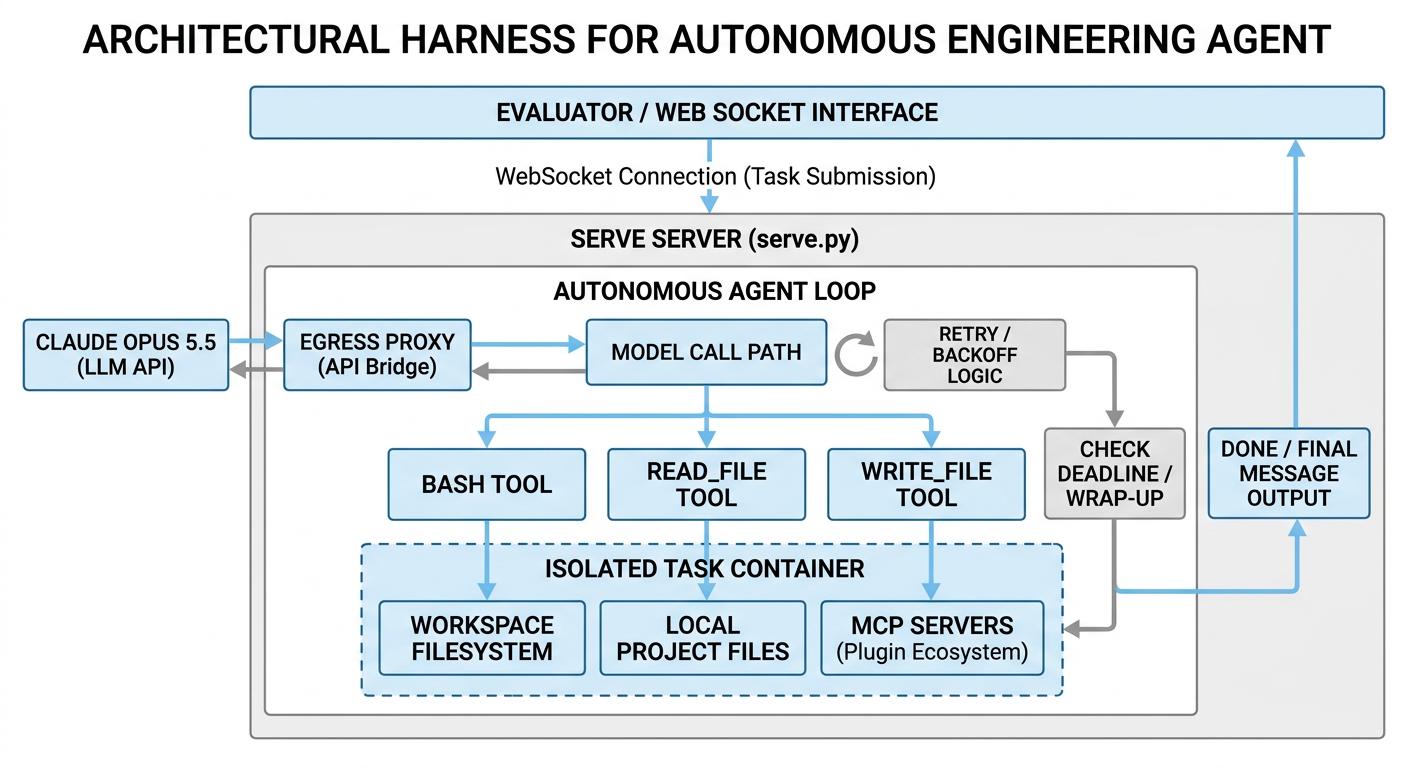 ARCHITECTURAL HARNESS FOR AUTONOMOUS ENGINEERING AGENT
EVALUATOR / WEB SOCKET INTERFACE
WebSocket Connection (Task Submission)
SERVE SERVER (serve.py)
AUTONOMOUS AGENT LOOP
CLAUDE OPUS 5.5
(LLM API)
EGRESS PROXY
(API Bridge)
MODEL CALL PATH
RETRY /
BACKOFF
LOGIC
BASH TOOL
READ_FILE
TOOL
WRITE_FILE
TOOL
CHECK
DEADLINE /
WRAP-UP
DONE / FINAL
MESSAGE
OUTPUT
ISOLATED TASK CONTAINER
WORKSPACE
FILESYSTEM
LOCAL
PROJECT FILES
MCP SERVERS
(Plugin Ecosystem)